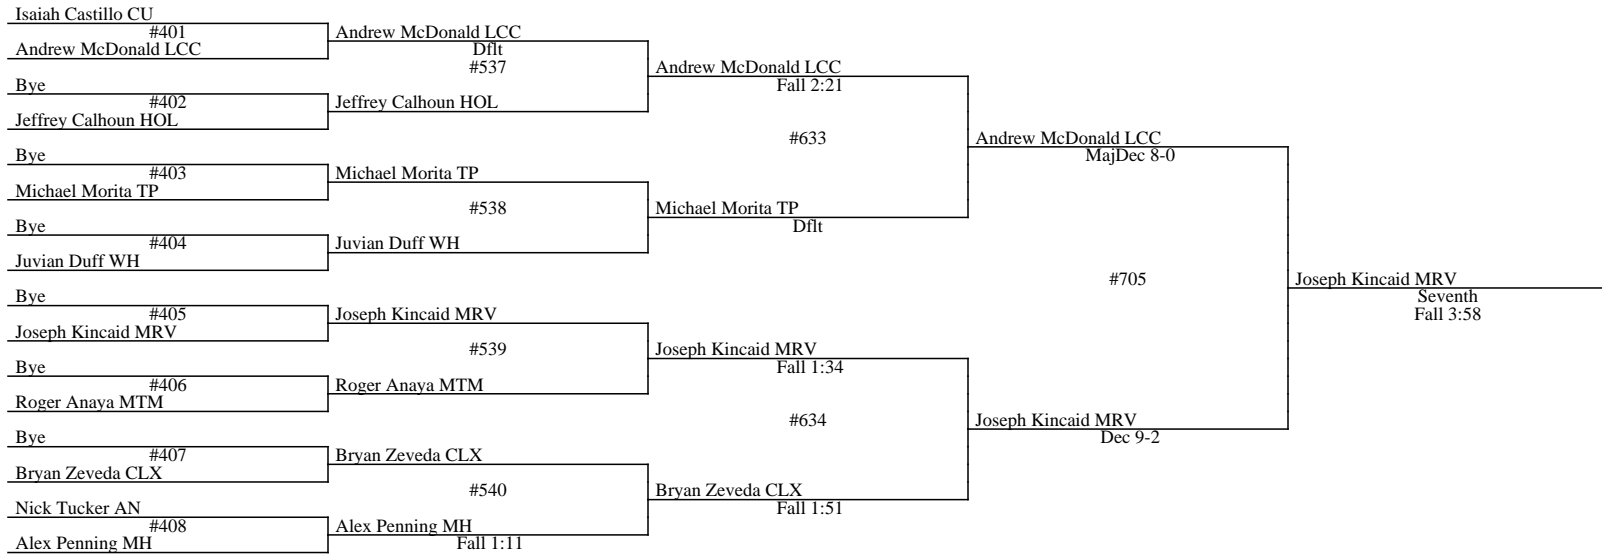 Isaiah Castillo CU
#401
Andrew McDonald LCC
Bye
#402
Jeffrey Calhoun HOL
Bye
#403
Michael Morita TP
Bye
#404
Juvian Duff WH
Bye
#405
Joseph Kincaid MRV
Bye
#406
Roger Anaya MTM
Bye
#407
Bryan Zeveda CLX
Nick Tucker AN
#408
Alex Penning MH
Andrew McDonald LCC
Dflt
#537
Jeffrey Calhoun HOL
Michael Morita TP
#538
Juvian Duff WH
Joseph Kincaid MRV
#539
Roger Anaya MTM
Bryan Zeveda CLX
#540
Alex Penning MH
Fall 1:11
Andrew McDonald LCC
Fall 2:21
#633
Michael Morita TP
Dflt
Joseph Kincaid MRV
Fall 1:34
#634
Bryan Zeveda CLX
Fall 1:51
Andrew McDonald LCC
MajDec 8-0
#705
Joseph Kincaid MRV
Dec 9-2
Joseph Kincaid MRV
Seventh
Fall 3:58